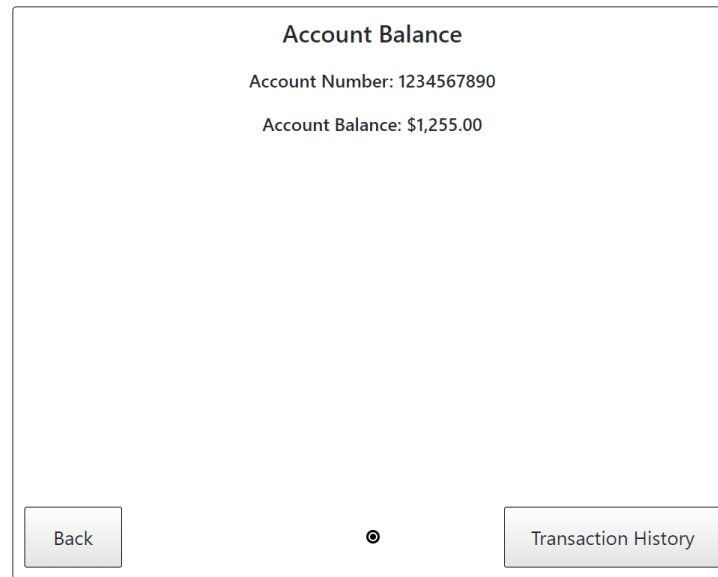 Account Balance
Account Number: 1234567890
Account Balance: $1,255.00
Back
Transaction History